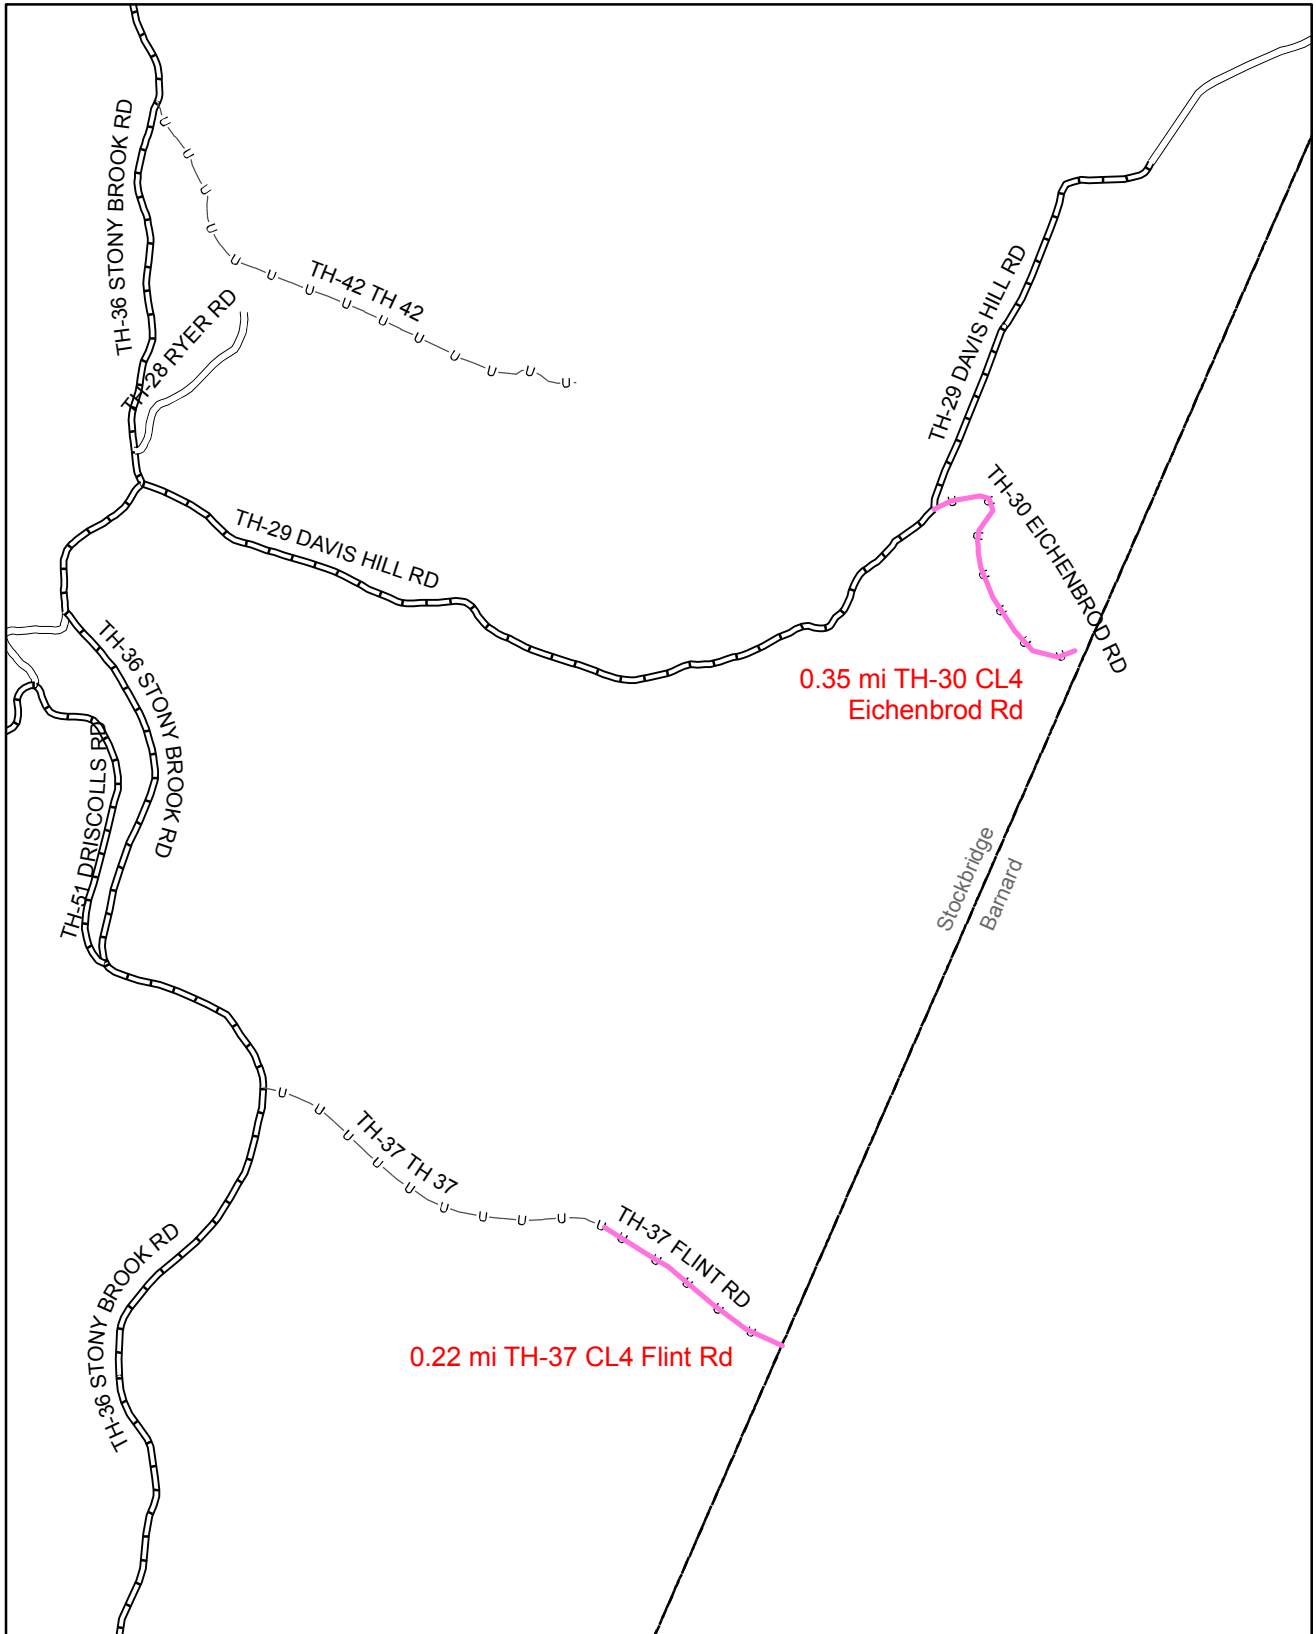 TH-36 STONY BROOK RD
TH-42 TH 42
TH-28 RYER RD
TH-29 DAVIS HILL RD
TH-29 DAVIS HILL RD
TH-30 EICHENBROD RD
0.35 mi TH-30 CL4
Eichenbrod Rd
TH-36 STONY BROOK RD
TH-51 DRISCOLLS RD
Stockbridge
Barnard
TH-37 TH 37
TH-37 FLINT RD
TH-36 STONY BROOK RD
0.22 mi TH-37 CL4 Flint Rd